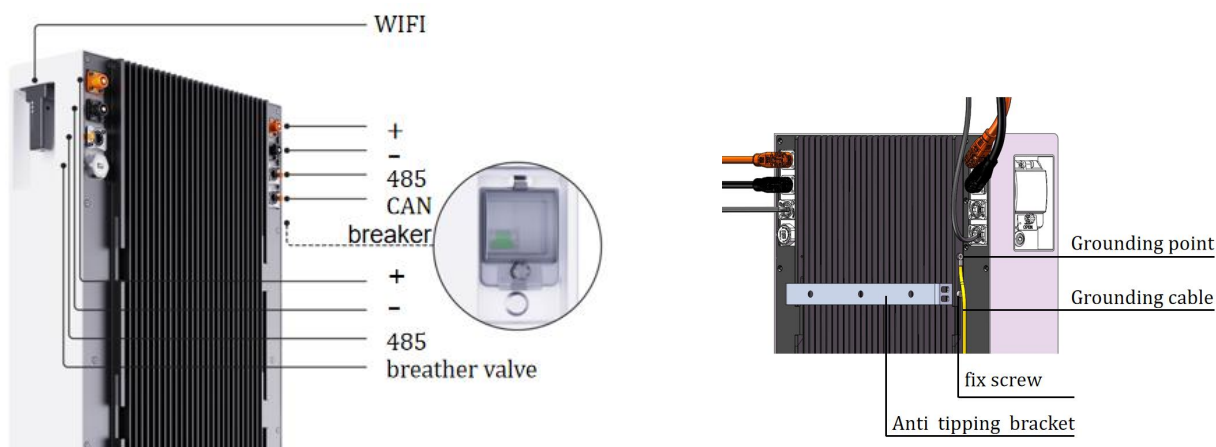 WIFI
+
-
485
CAN
breaker
+
-
485
breather valve
Grounding point
Grounding cable
fix screw
Anti tipping bracket